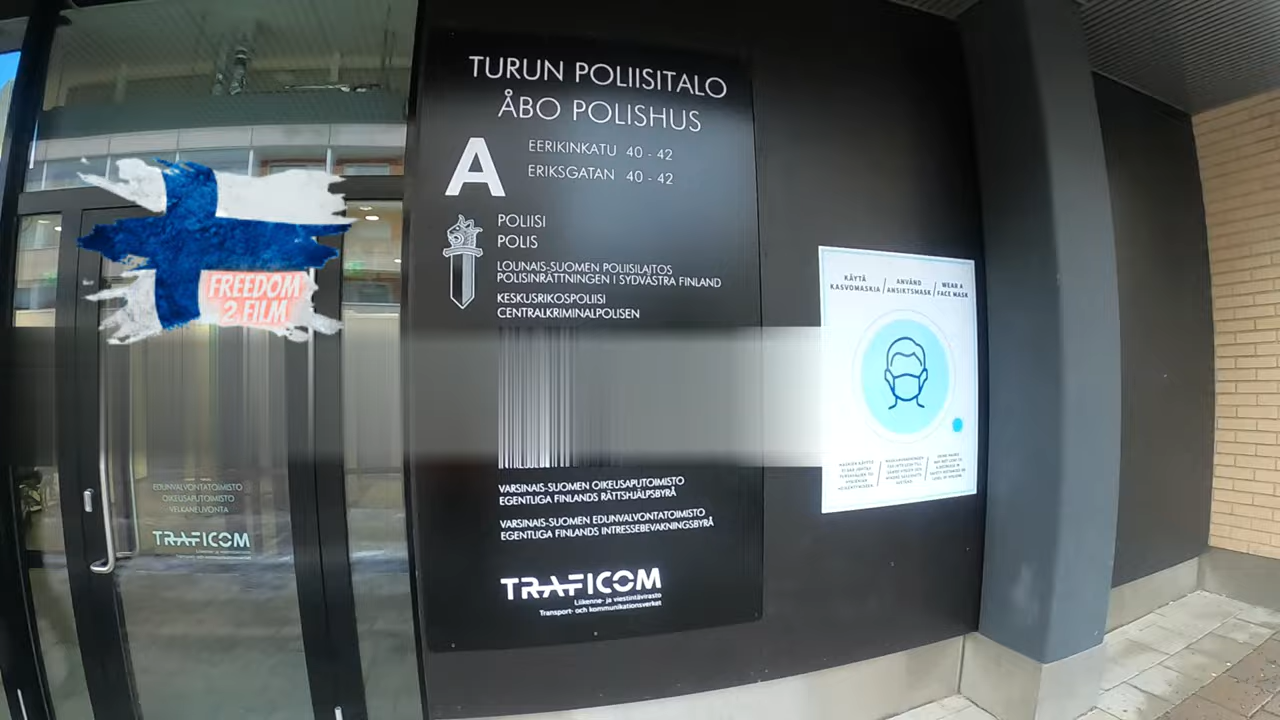 TURUN POLIISITALO
ÅBO POLISHUS
A
EERIKINKATU 40 - 42
ERIKSGATAN 40 - 42
POLIISI
POLIS
LOUNAIS-SUOMEN POLIISILAITOS
POLISINRÄTTNINGEN I SYDVÄSTRA FINLAND
KESKUSRIKOSPOLIISI
CENTRALKRIMINALPOLISEN
VARSINAIS-SUOMEN OIKEUSAPUTOIMISTO
EGENTLIGA FINLANDS RÄTTSHJÄLPSBYRÅ
VARSINAIS-SUOMEN EDUNVALVONTATOIMISTO
EGENTLIGA FINLANDS INTRESSEBEVAKNINGSBYRÅ
TRAFICOM
Liikenne- ja viestintävirasto
Transport- och kommunikationsverket
FREEDOM
2 FILM
EDUNVALVONTATOIMISTO
OIKEUSAPUTOIMISTO
VELKANEUVONTA
TRAFICOM
KÄYTÄ
KASVOMASKIA /
ANVÄND
ANSIKTSMASK /
WEAR A
FACE MASK